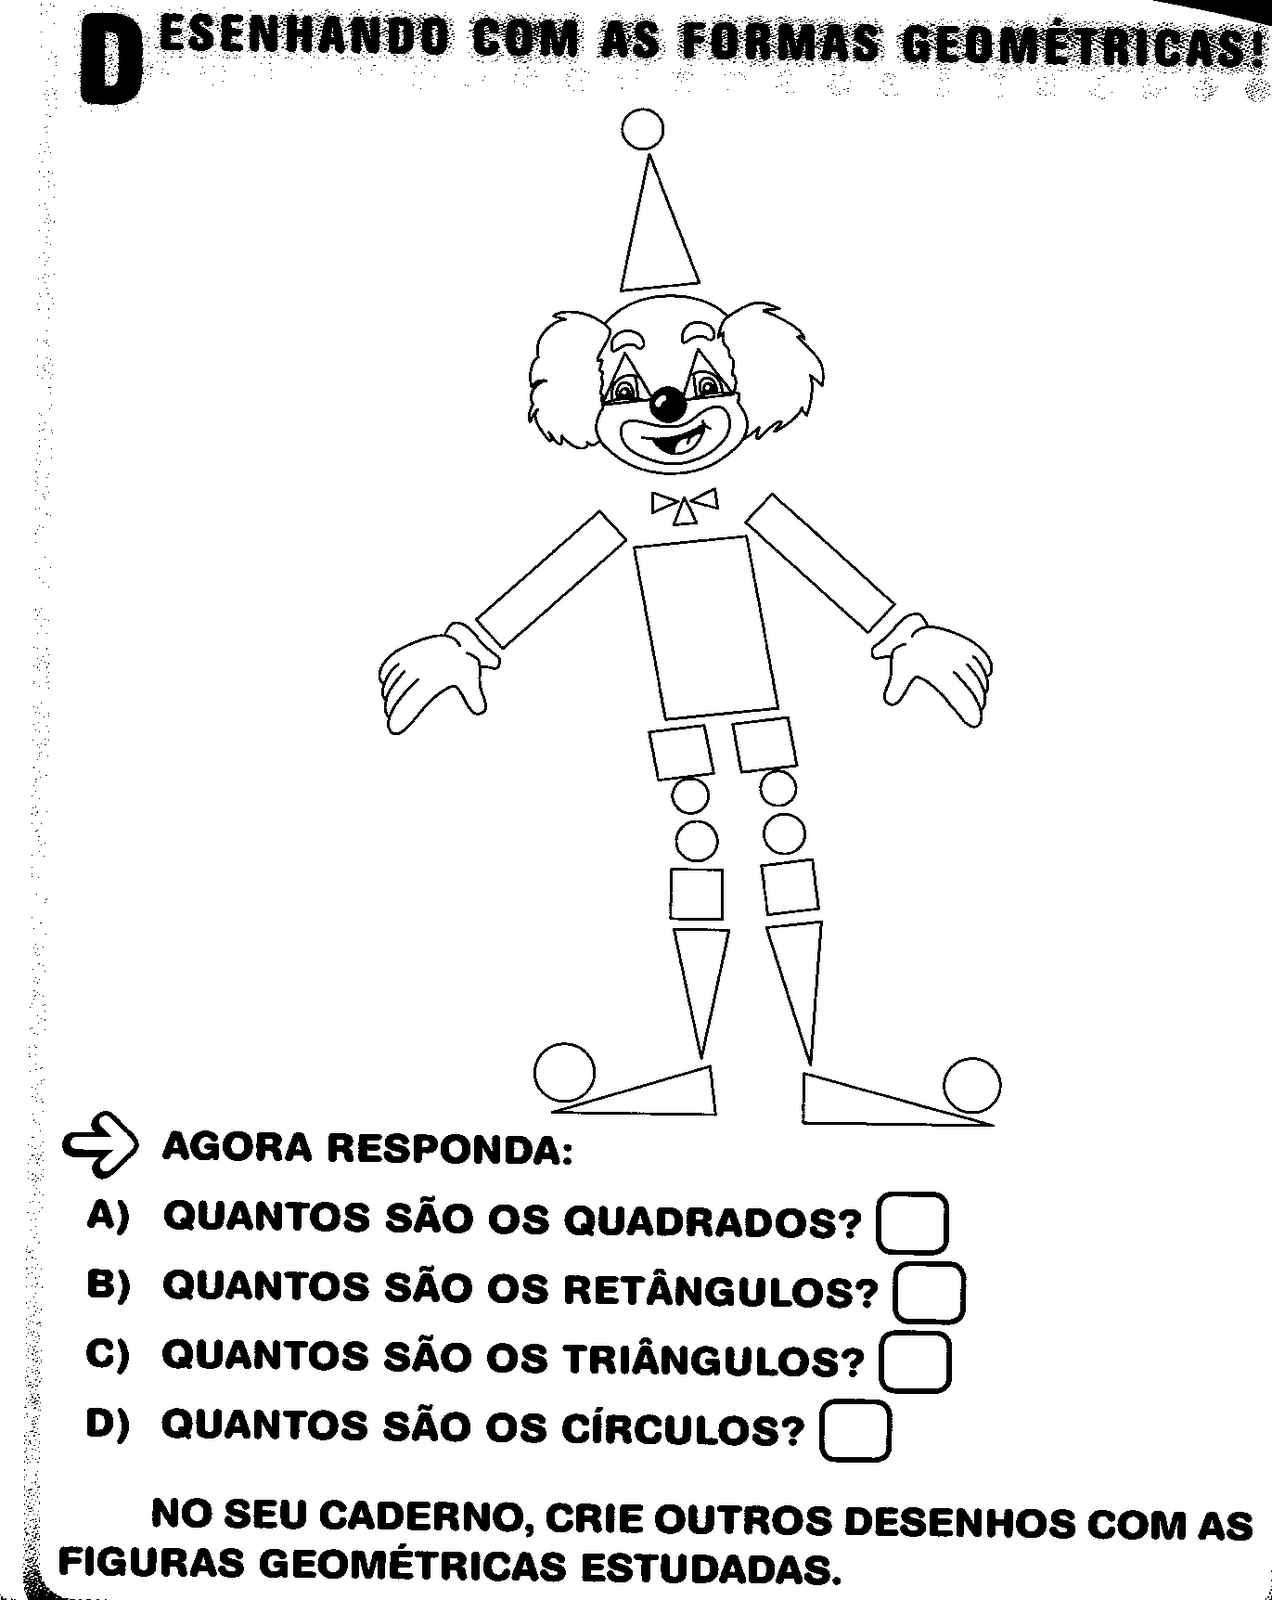 DESENHANDO COM AS FORMAS GEOMÉTRICAS!
AGORA RESPONDA:
A) QUANTOS SÃO OS QUADRADOS?
B) QUANTOS SÃO OS RETÂNGULOS?
C) QUANTOS SÃO OS TRIÂNGULOS?
D) QUANTOS SÃO OS CÍRCULOS?
NO SEU CADERNO, CRIE OUTROS DESENHOS COM AS
FIGURAS GEOMÉTRICAS ESTUDADAS.